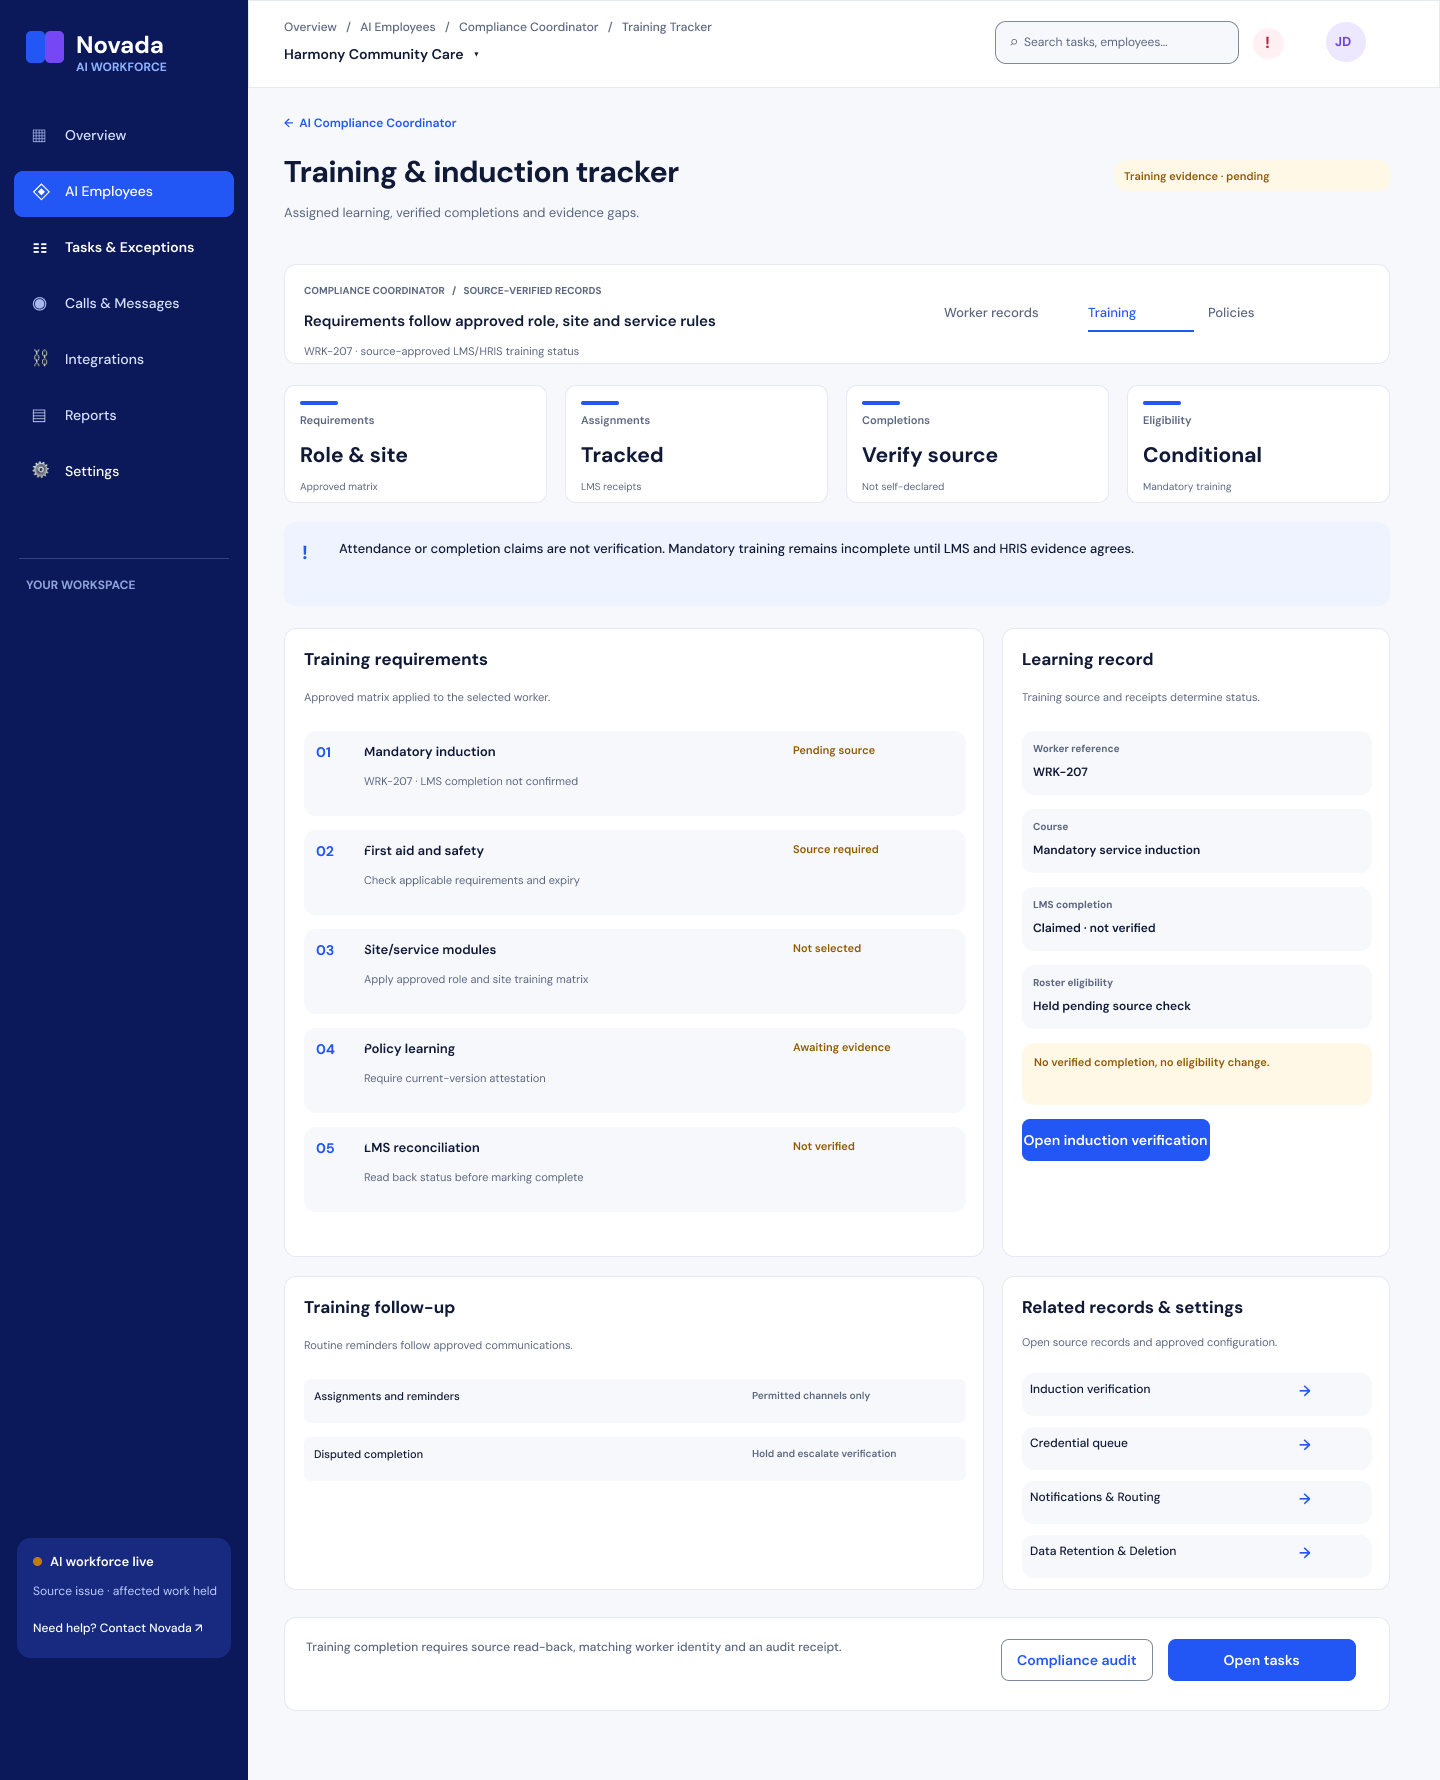 Novada
AI WORKFORCE
Overview
AI Employees
Tasks & Exceptions
Calls & Messages
Integrations
Reports
Settings
YOUR WORKSPACE
AI workforce live
Source issue · affected work held
Need help? Contact Novada ↗
Overview / AI Employees / Compliance Coordinator / Training Tracker
Harmony Community Care ▾
Search tasks, employees...
!
JD
← AI Compliance Coordinator
Training & induction tracker
Training evidence · pending
Assigned learning, verified completions and evidence gaps.
COMPLIANCE COORDINATOR / SOURCE-VERIFIED RECORDS
Requirements follow approved role, site and service rules
WRK-207 · source-approved LMS/HRIS training status
Worker records
Training
Policies
Requirements
Role & site
Approved matrix
Assignments
Tracked
LMS receipts
Completions
Verify source
Not self-declared
Eligibility
Conditional
Mandatory training
! Attendance or completion claims are not verification. Mandatory training remains incomplete until LMS and HRIS evidence agrees.
Training requirements
Approved matrix applied to the selected worker.
01 Mandatory induction Pending source
WRK-207 · LMS completion not confirmed
02 First aid and safety Source required
Check applicable requirements and expiry
03 Site/service modules Not selected
Apply approved role and site training matrix
04 Policy learning Awaiting evidence
Require current-version attestation
05 LMS reconciliation Not verified
Read back status before marking complete
Learning record
Training source and receipts determine status.
Worker reference
WRK-207
Course
Mandatory service induction
LMS completion
Claimed · not verified
Roster eligibility
Held pending source check
No verified completion, no eligibility change.
Open induction verification
Training follow-up
Routine reminders follow approved communications.
Assignments and reminders Permitted channels only
Disputed completion Hold and escalate verification
Related records & settings
Open source records and approved configuration.
Induction verification →
Credential queue →
Notifications & Routing →
Data Retention & Deletion →
Training completion requires source read-back, matching worker identity and an audit receipt.
Compliance audit
Open tasks